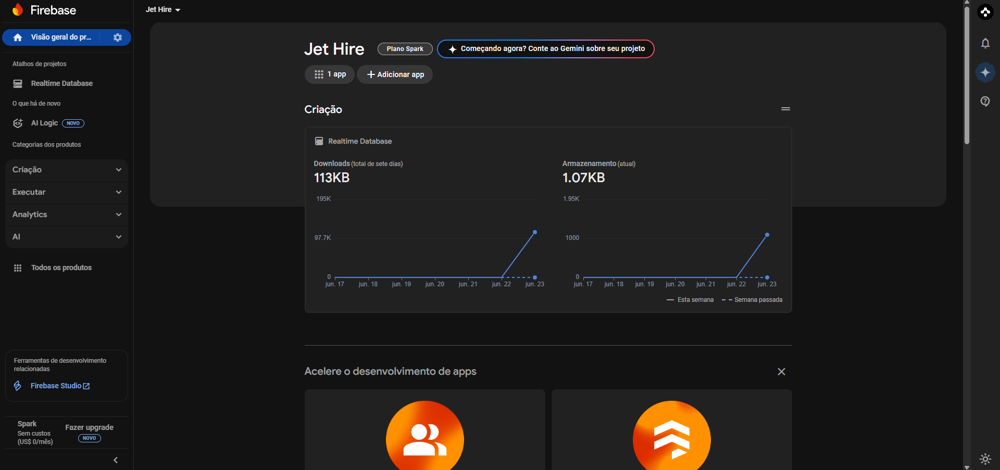 Firebase
Visão geral do pr...
Atalhos de projetos
Realtime Database
O que há de novo
AI Logic NOVO
Categorias dos produtos
Criação
Executar
Analytics
AI
Todos os produtos
Ferramentas de desenvolvimento
relacionadas
Firebase Studio
Spark
Sem custos
(US$ 0/mês)
Fazer upgrade
NOVO
Jet Hire
Jet Hire
Plano Spark
Começando agora? Conte ao Gemini sobre seu projeto
1 app
Adicionar app
Criação
Realtime Database
Downloads (total de sete dias)
113KB
195K
97.7K
0
jun. 17 jun. 18 jun. 19 jun. 20 jun. 21 jun. 22 jun. 23
Armazenamento (atual)
1.07KB
1.95K
1000
0
jun. 17 jun. 18 jun. 19 jun. 20 jun. 21 jun. 22 jun. 23
Esta semana Semana passada
Acelere o desenvolvimento de apps